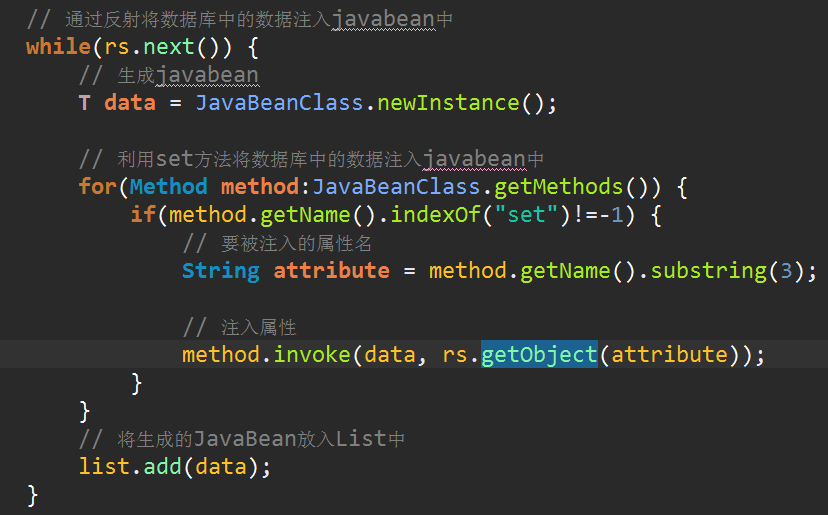 // 通过反射将数据库中的数据注入javabean中
while(rs.next()) {
// 生成javabean
T data = JavaBeanClass.newInstance();
// 利用set方法将数据库中的数据注入javabean中
for(Method method:JavaBeanClass.getMethods()) {
if(method.getName().indexOf("set")!=-1) {
// 要被注入的属性名
String attribute = method.getName().substring(3);
// 注入属性
method.invoke(data, rs.getObject(attribute));
}
}
// 将生成的JavaBean放入List中
list.add(data);
}